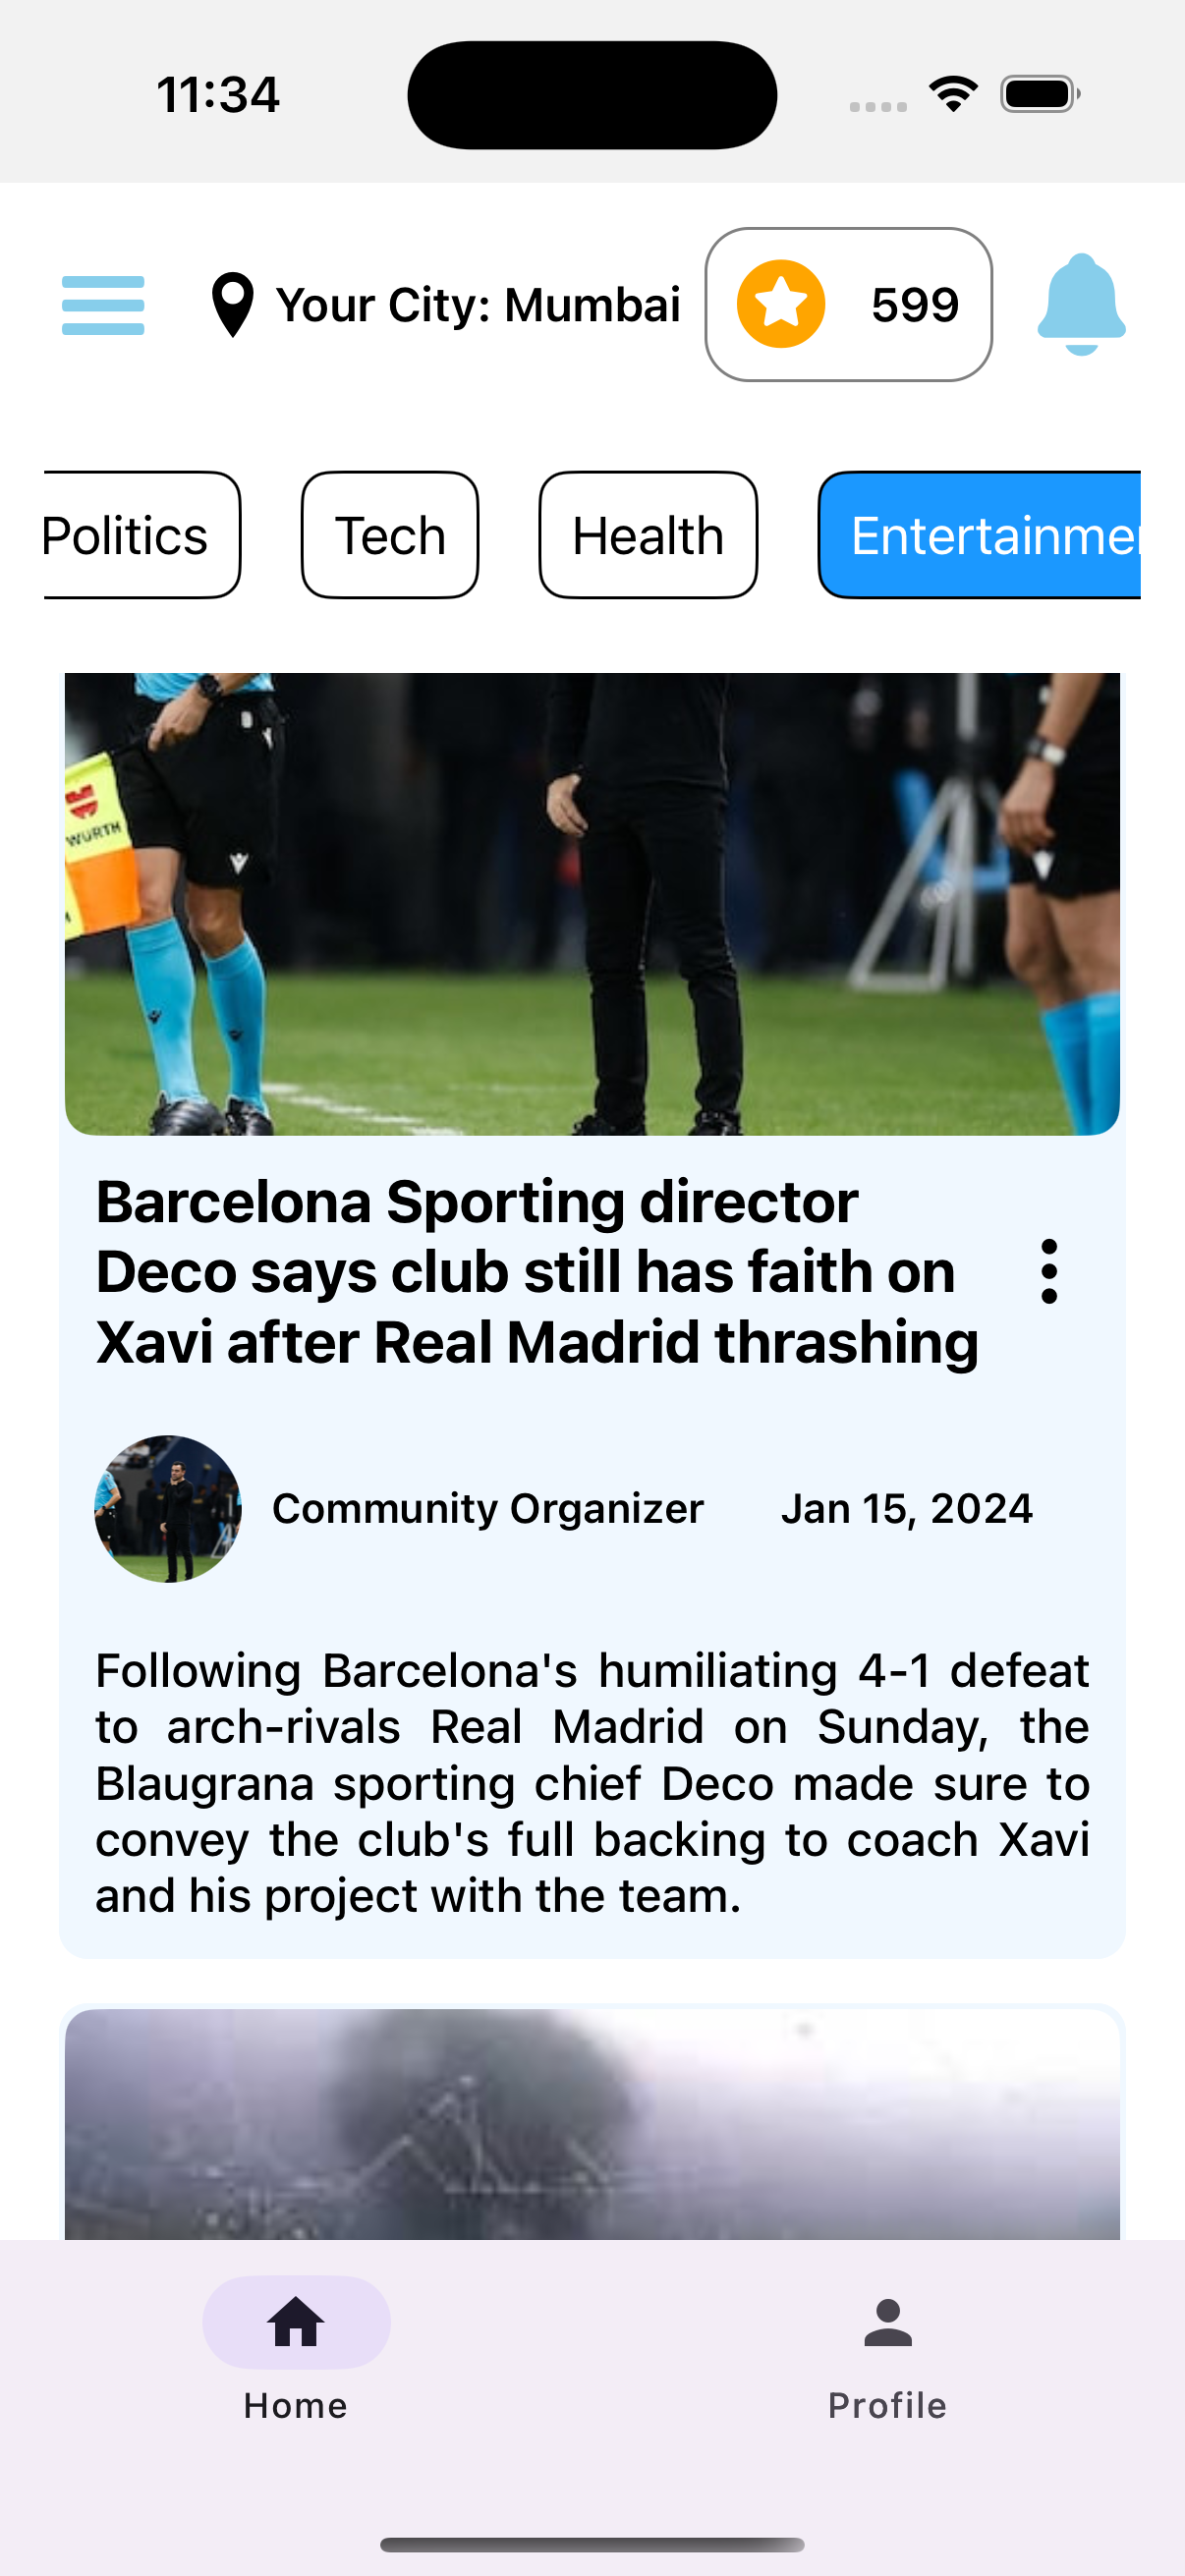 11:34
Your City: Mumbai
599
Politics
Tech
Health
Entertainmen
WURTH
Barcelona Sporting director
Deco says club still has faith on
Xavi after Real Madrid thrashing
Community Organizer
Jan 15, 2024
Following Barcelona's humiliating 4-1 defeat
to arch-rivals Real Madrid on Sunday, the
Blaugrana sporting chief Deco made sure to
convey the club's full backing to coach Xavi
and his project with the team.
Home
Profile